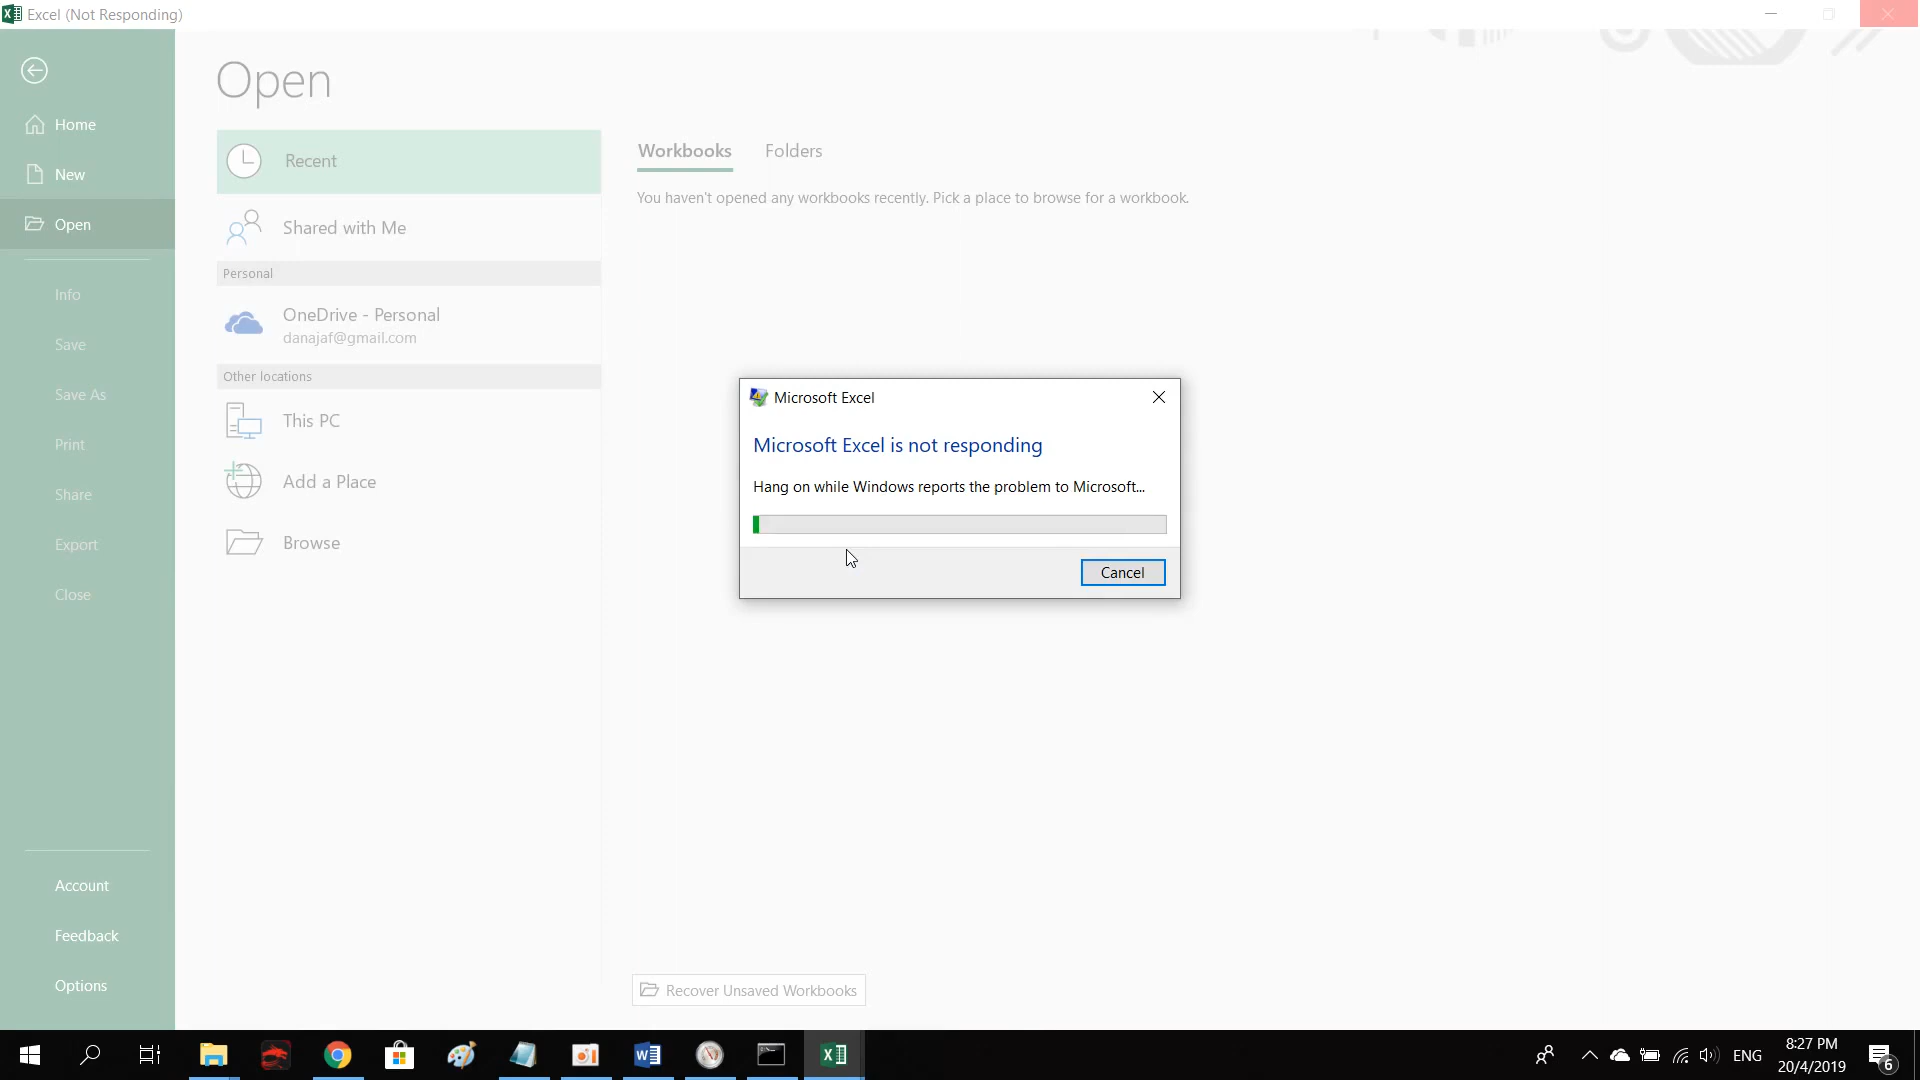 Excel (Not Responding)
Open
Home
New
Open
Info
Save
Save As
Print
Share
Export
Close
Account
Feedback
Options
Recent
Shared with Me
Personal
OneDrive - Personal
danajaf@gmail.com
Other locations
This PC
Add a Place
Browse
Workbooks Folders
You haven't opened any workbooks recently. Pick a place to browse for a workbook.
Microsoft Excel
Microsoft Excel is not responding
Hang on while Windows reports the problem to Microsoft...
Cancel
Recover Unsaved Workbooks
ENG
8:27 PM
20/4/2019
6